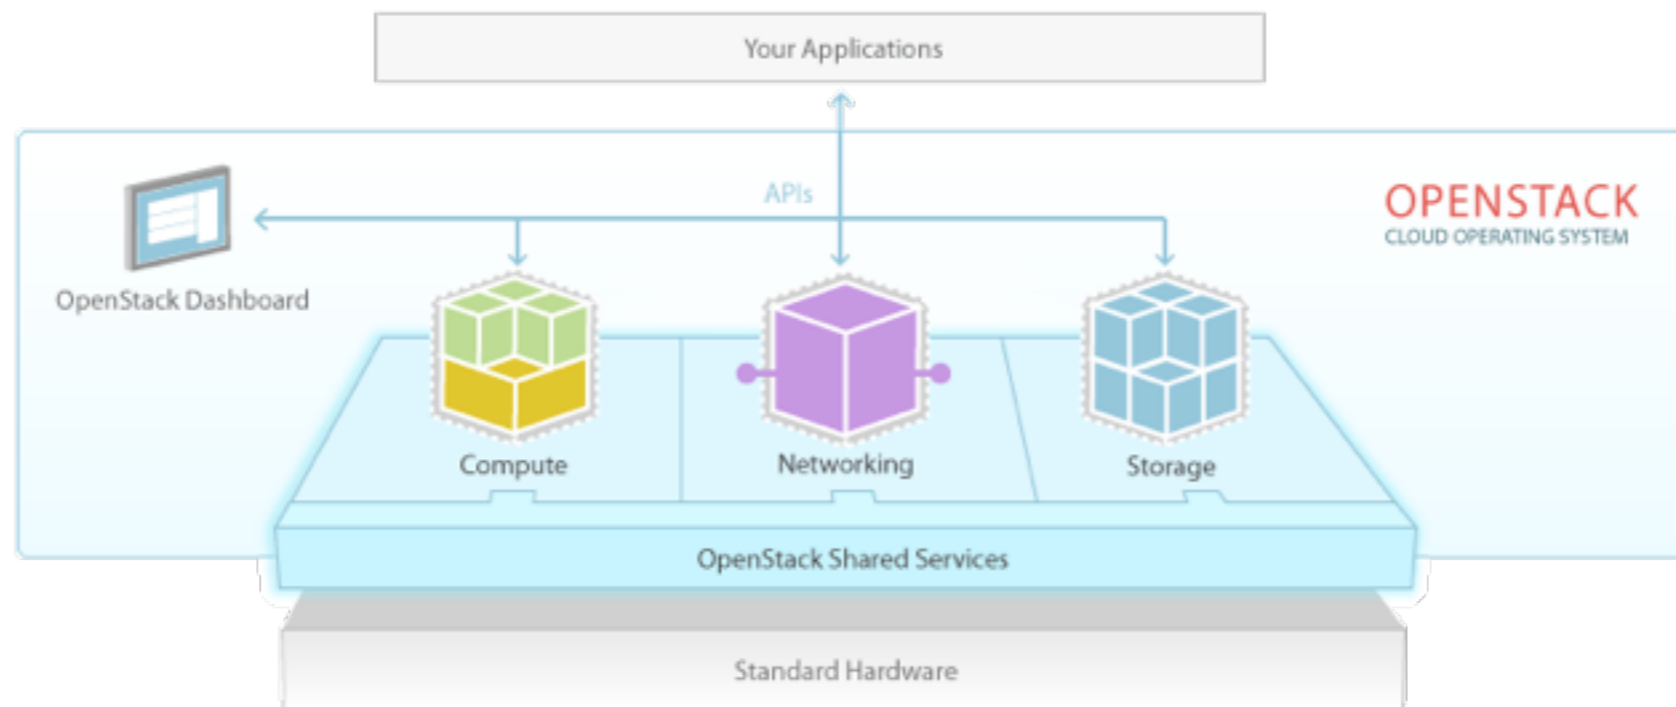 Your Applications
APIs
OPENSTACK
CLOUD OPERATING SYSTEM
OpenStack Dashboard
Compute
Networking
Storage
OpenStack Shared Services
Standard Hardware